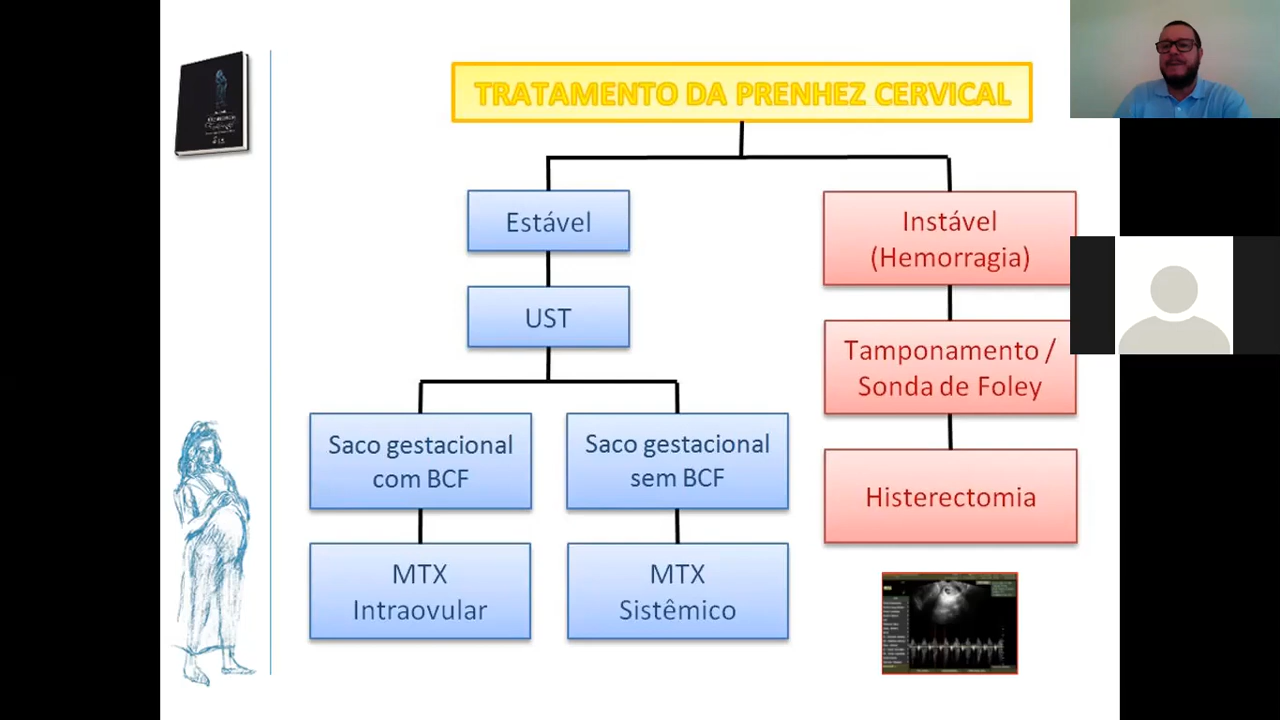 TRATAMENTO DA PRENHEZ CERVICAL
Estável
UST
Saco gestacional
com BCF
MTX
Intraovular
Saco gestacional
sem BCF
MTX
Sistêmico
Instável
(Hemorragia)
Tamponamento /
Sonda de Foley
Histerectomia